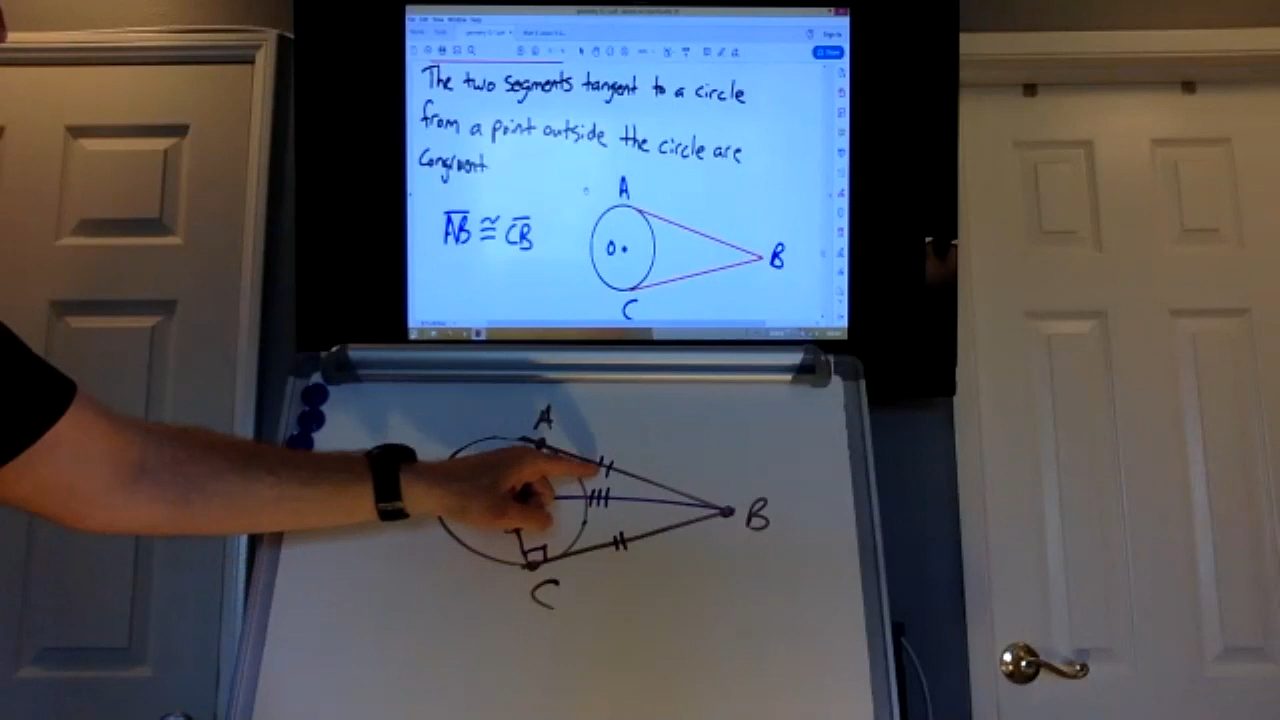 The two segments tangent to a circle
from a point outside the circle are
Congruent
A
AB ≅ CB
O
B
C
A
B
C